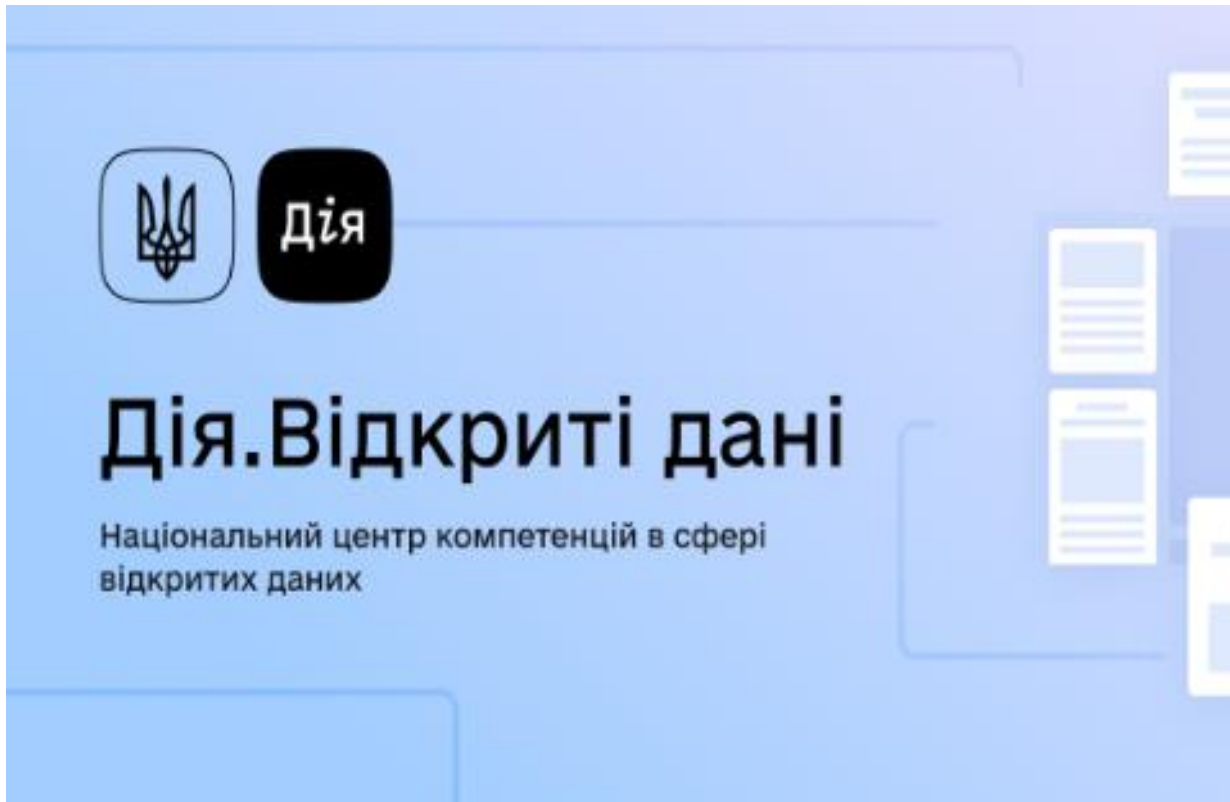 Дія
Дія.Відкриті дані
Національний центр компетенцій в сфері
відкритих даних